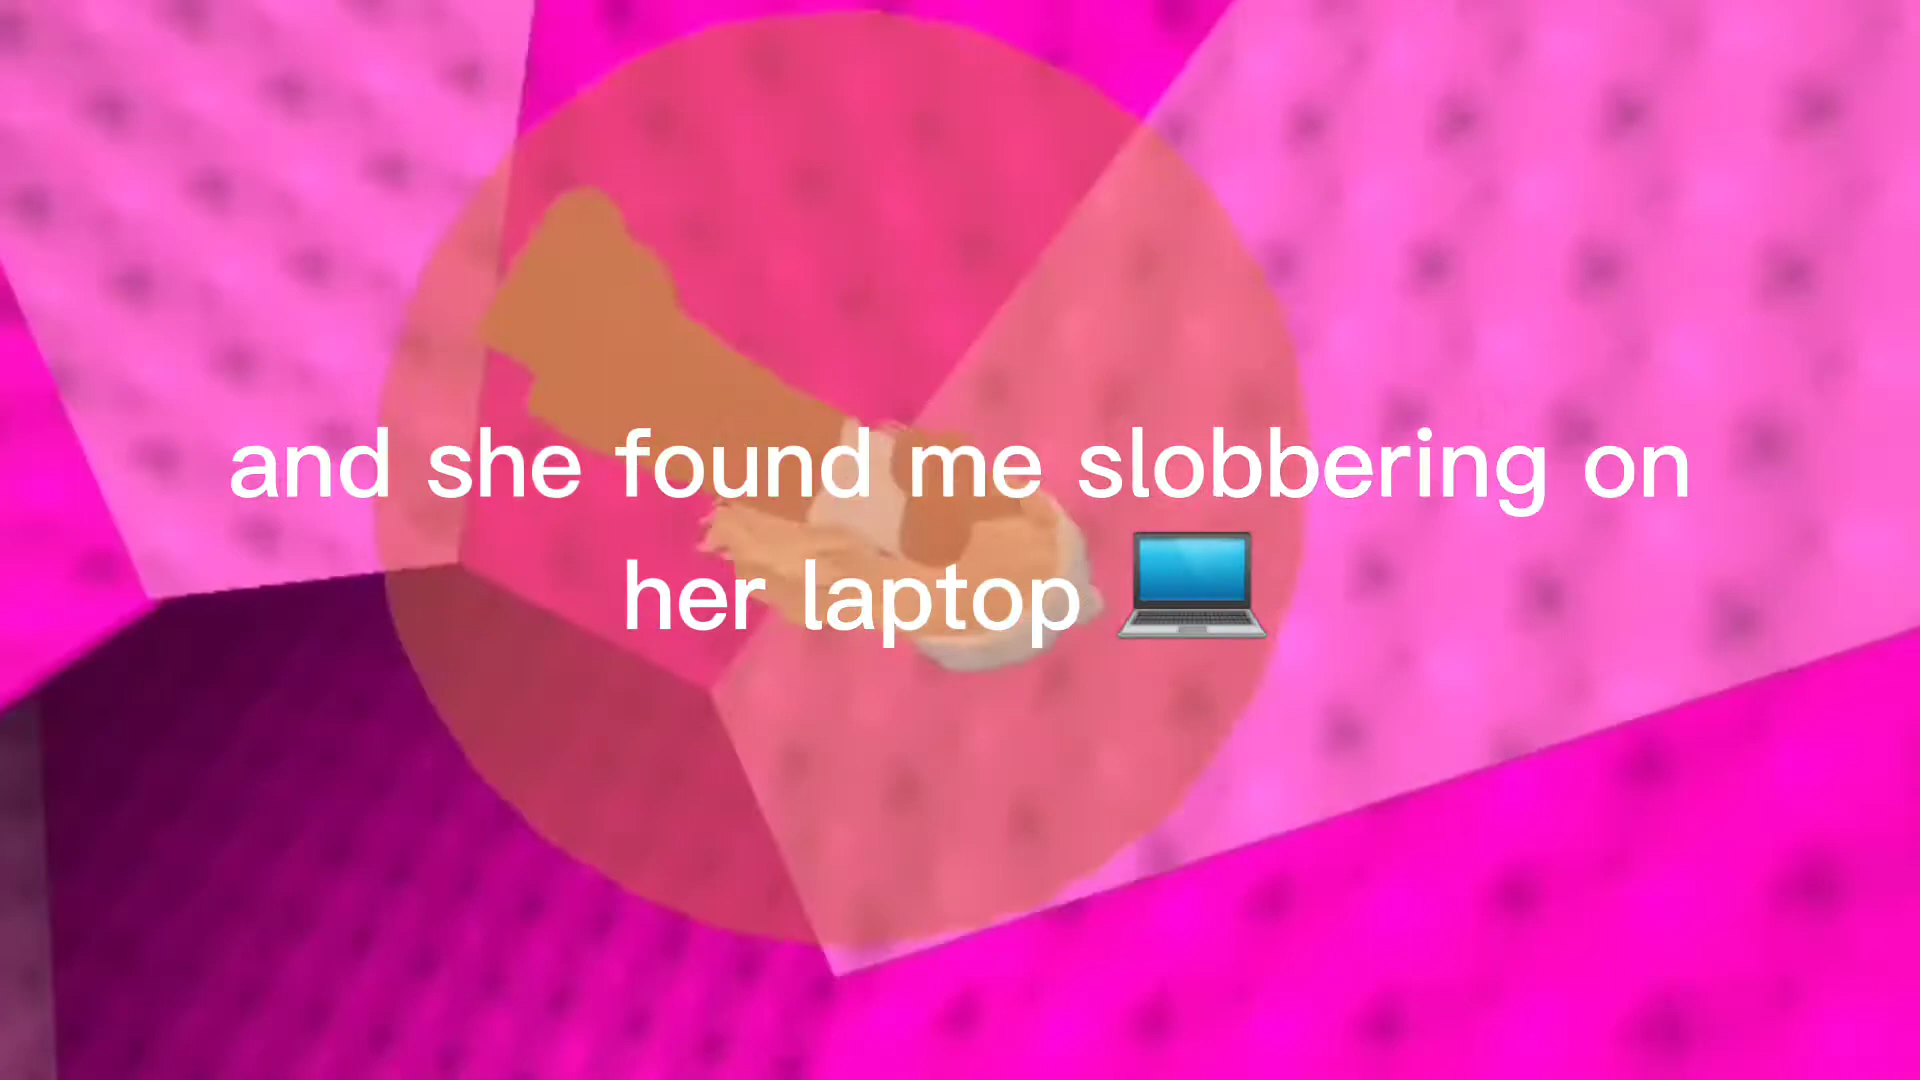 and she found me slobbering on
her laptop 💻